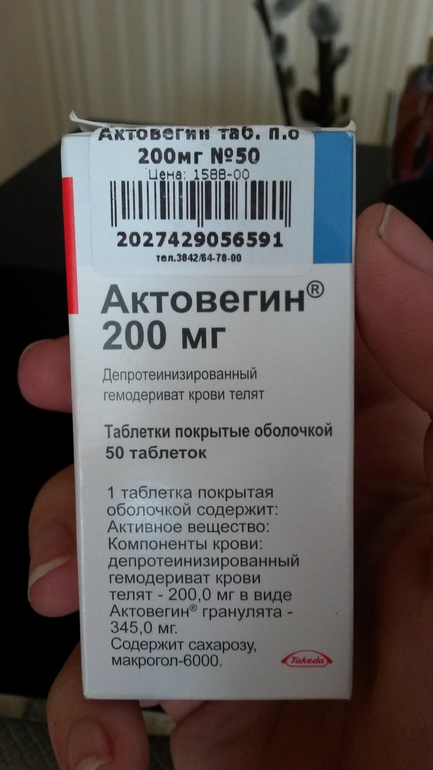 Актовегин таб. п.о
200мг №50
Цена: 1588-00
2027429056591
тел.3842/64-78-00
Актовегин®
200 мг
Депротеинизированный
гемодериват крови телят
Таблетки покрытые оболочкой
50 таблеток
1 таблетка покрытая
оболочкой содержит:
Активное вещество:
Компоненты крови:
депротеинизированный
гемодериват крови
телят - 200,0 мг в виде
Актовегин® гранулята -
345,0 мг.
Содержит сахарозу,
макрогол-6000.
Takeda